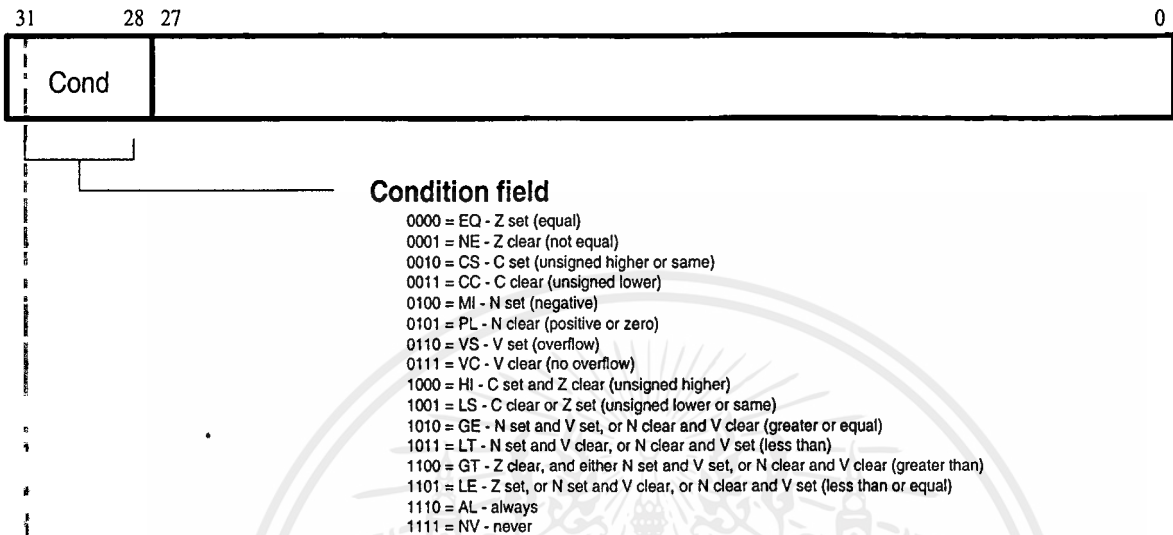 31 28 27 0
Cond
Condition field
0000 = EQ - Z set (equal)
0001 = NE - Z clear (not equal)
0010 = CS - C set (unsigned higher or same)
0011 = CC - C clear (unsigned lower)
0100 = MI - N set (negative)
0101 = PL - N clear (positive or zero)
0110 = VS - V set (overflow)
0111 = VC - V clear (no overflow)
1000 = HI - C set and Z clear (unsigned higher)
1001 = LS - C clear or Z set (unsigned lower or same)
1010 = GE - N set and V set, or N clear and V clear (greater or equal)
1011 = LT - N set and V clear, or N clear and V set (less than)
1100 = GT - Z clear, and either N set and V set, or N clear and V clear (greater than)
1101 = LE - Z set, or N set and V clear, or N clear and V set (less than or equal)
1110 = AL - always
1111 = NV - never